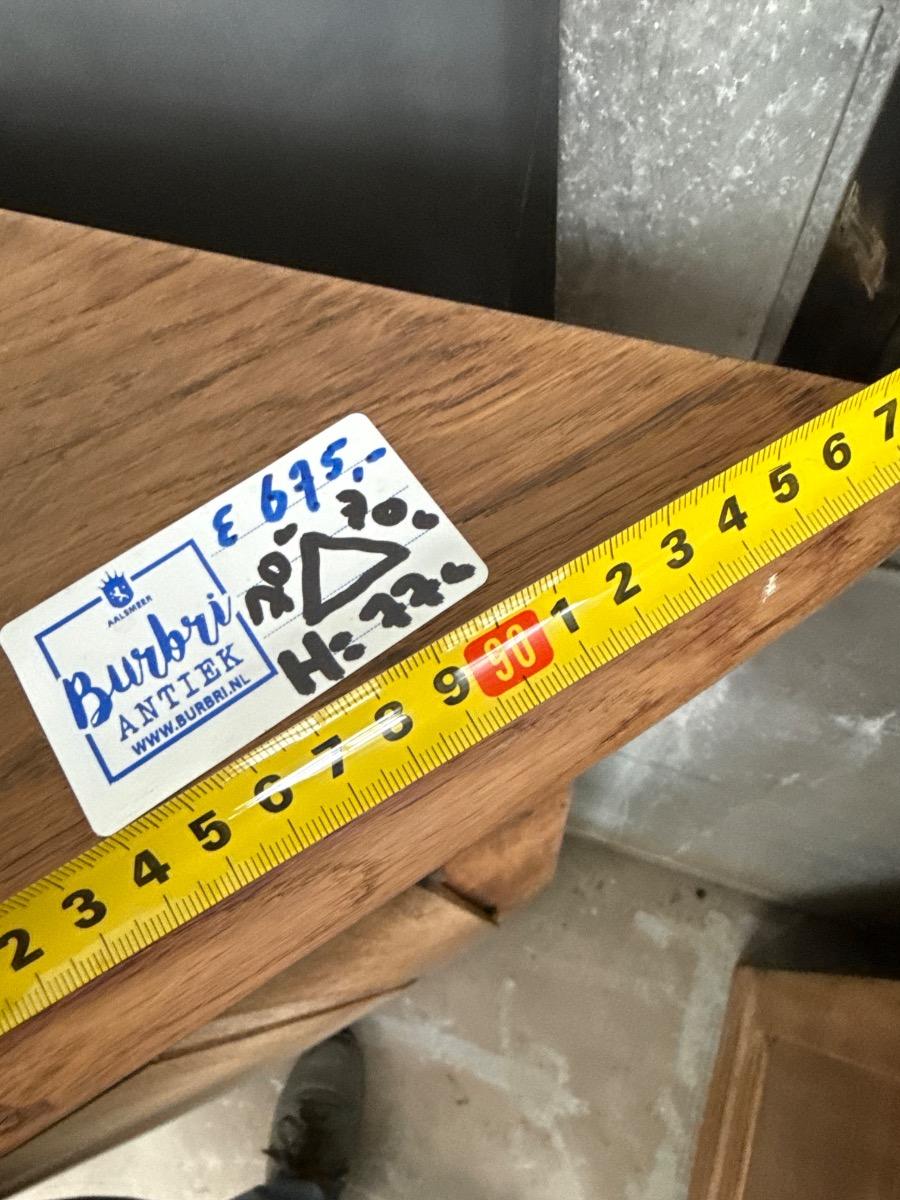 € 675,-
70.
70.
H: 77.
AALSMEER
Burbri
ANTIEK
WWW.BURBRI.NL
2 3 4 5 6 7 8 9 90 1 2 3 4 5 6 7